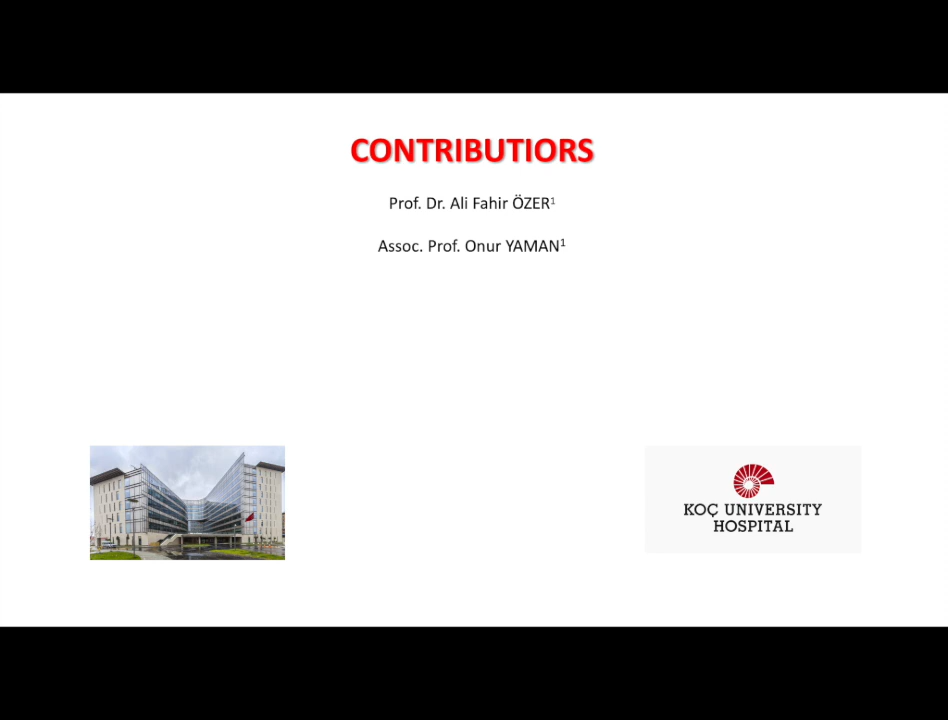 CONTRIBUTIORS
Prof. Dr. Ali Fahir ÖZER¹
Assoc. Prof. Onur YAMAN¹
KOÇ UNIVERSITY
HOSPITAL